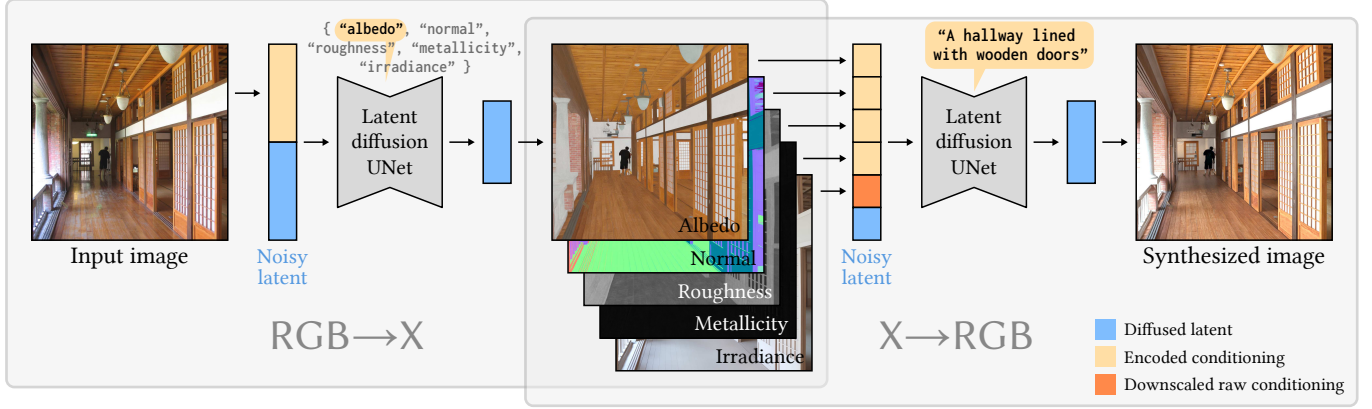 { “albedo”, “normal”,
“roughness”, “metallicity”,
“irradiance” }
“A hallway lined
with wooden doors”
Latent
diffusion
UNet
Latent
diffusion
UNet
Input image
Noisy
latent
Albedo
Normal
Roughness
Metallicity
Irradiance
Noisy
latent
Synthesized image
RGB→X
X→RGB
Diffused latent
Encoded conditioning
Downscaled raw conditioning